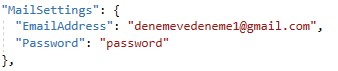 "MailSettings": {
"EmailAddress": "denemevedeneme1@gmail.com",
"Password": "password"
},